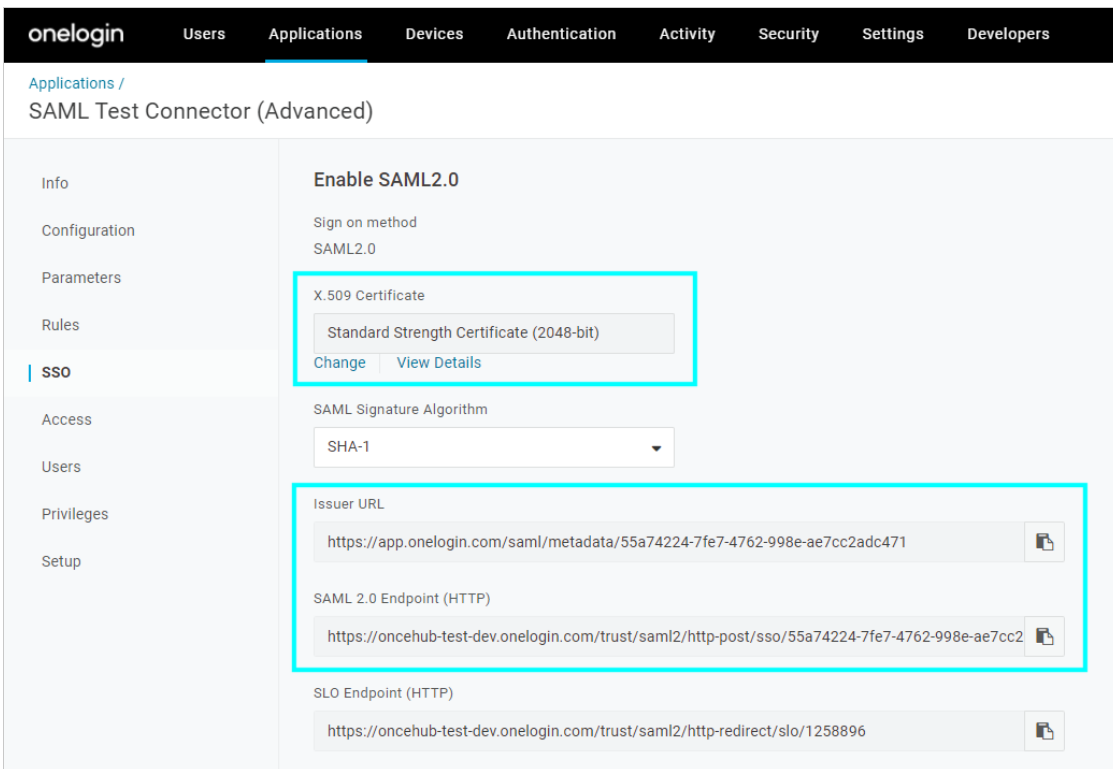 onelogin Users Applications Devices Authentication Activity Security Settings Developers
Applications /
SAML Test Connector (Advanced)
Info
Configuration
Parameters
Rules
SSO
Access
Users
Privileges
Setup
Enable SAML2.0
Sign on method
SAML2.0
X.509 Certificate
Standard Strength Certificate (2048-bit)
Change View Details
SAML Signature Algorithm
SHA-1
Issuer URL
https://app.onelogin.com/saml/metadata/55a74224-7fe7-4762-998e-ae7cc2adc471
SAML 2.0 Endpoint (HTTP)
https://oncehub-test-dev.onelogin.com/trust/saml2/http-post/sso/55a74224-7fe7-4762-998e-ae7cc2
SLO Endpoint (HTTP)
https://oncehub-test-dev.onelogin.com/trust/saml2/http-redirect/slo/1258896